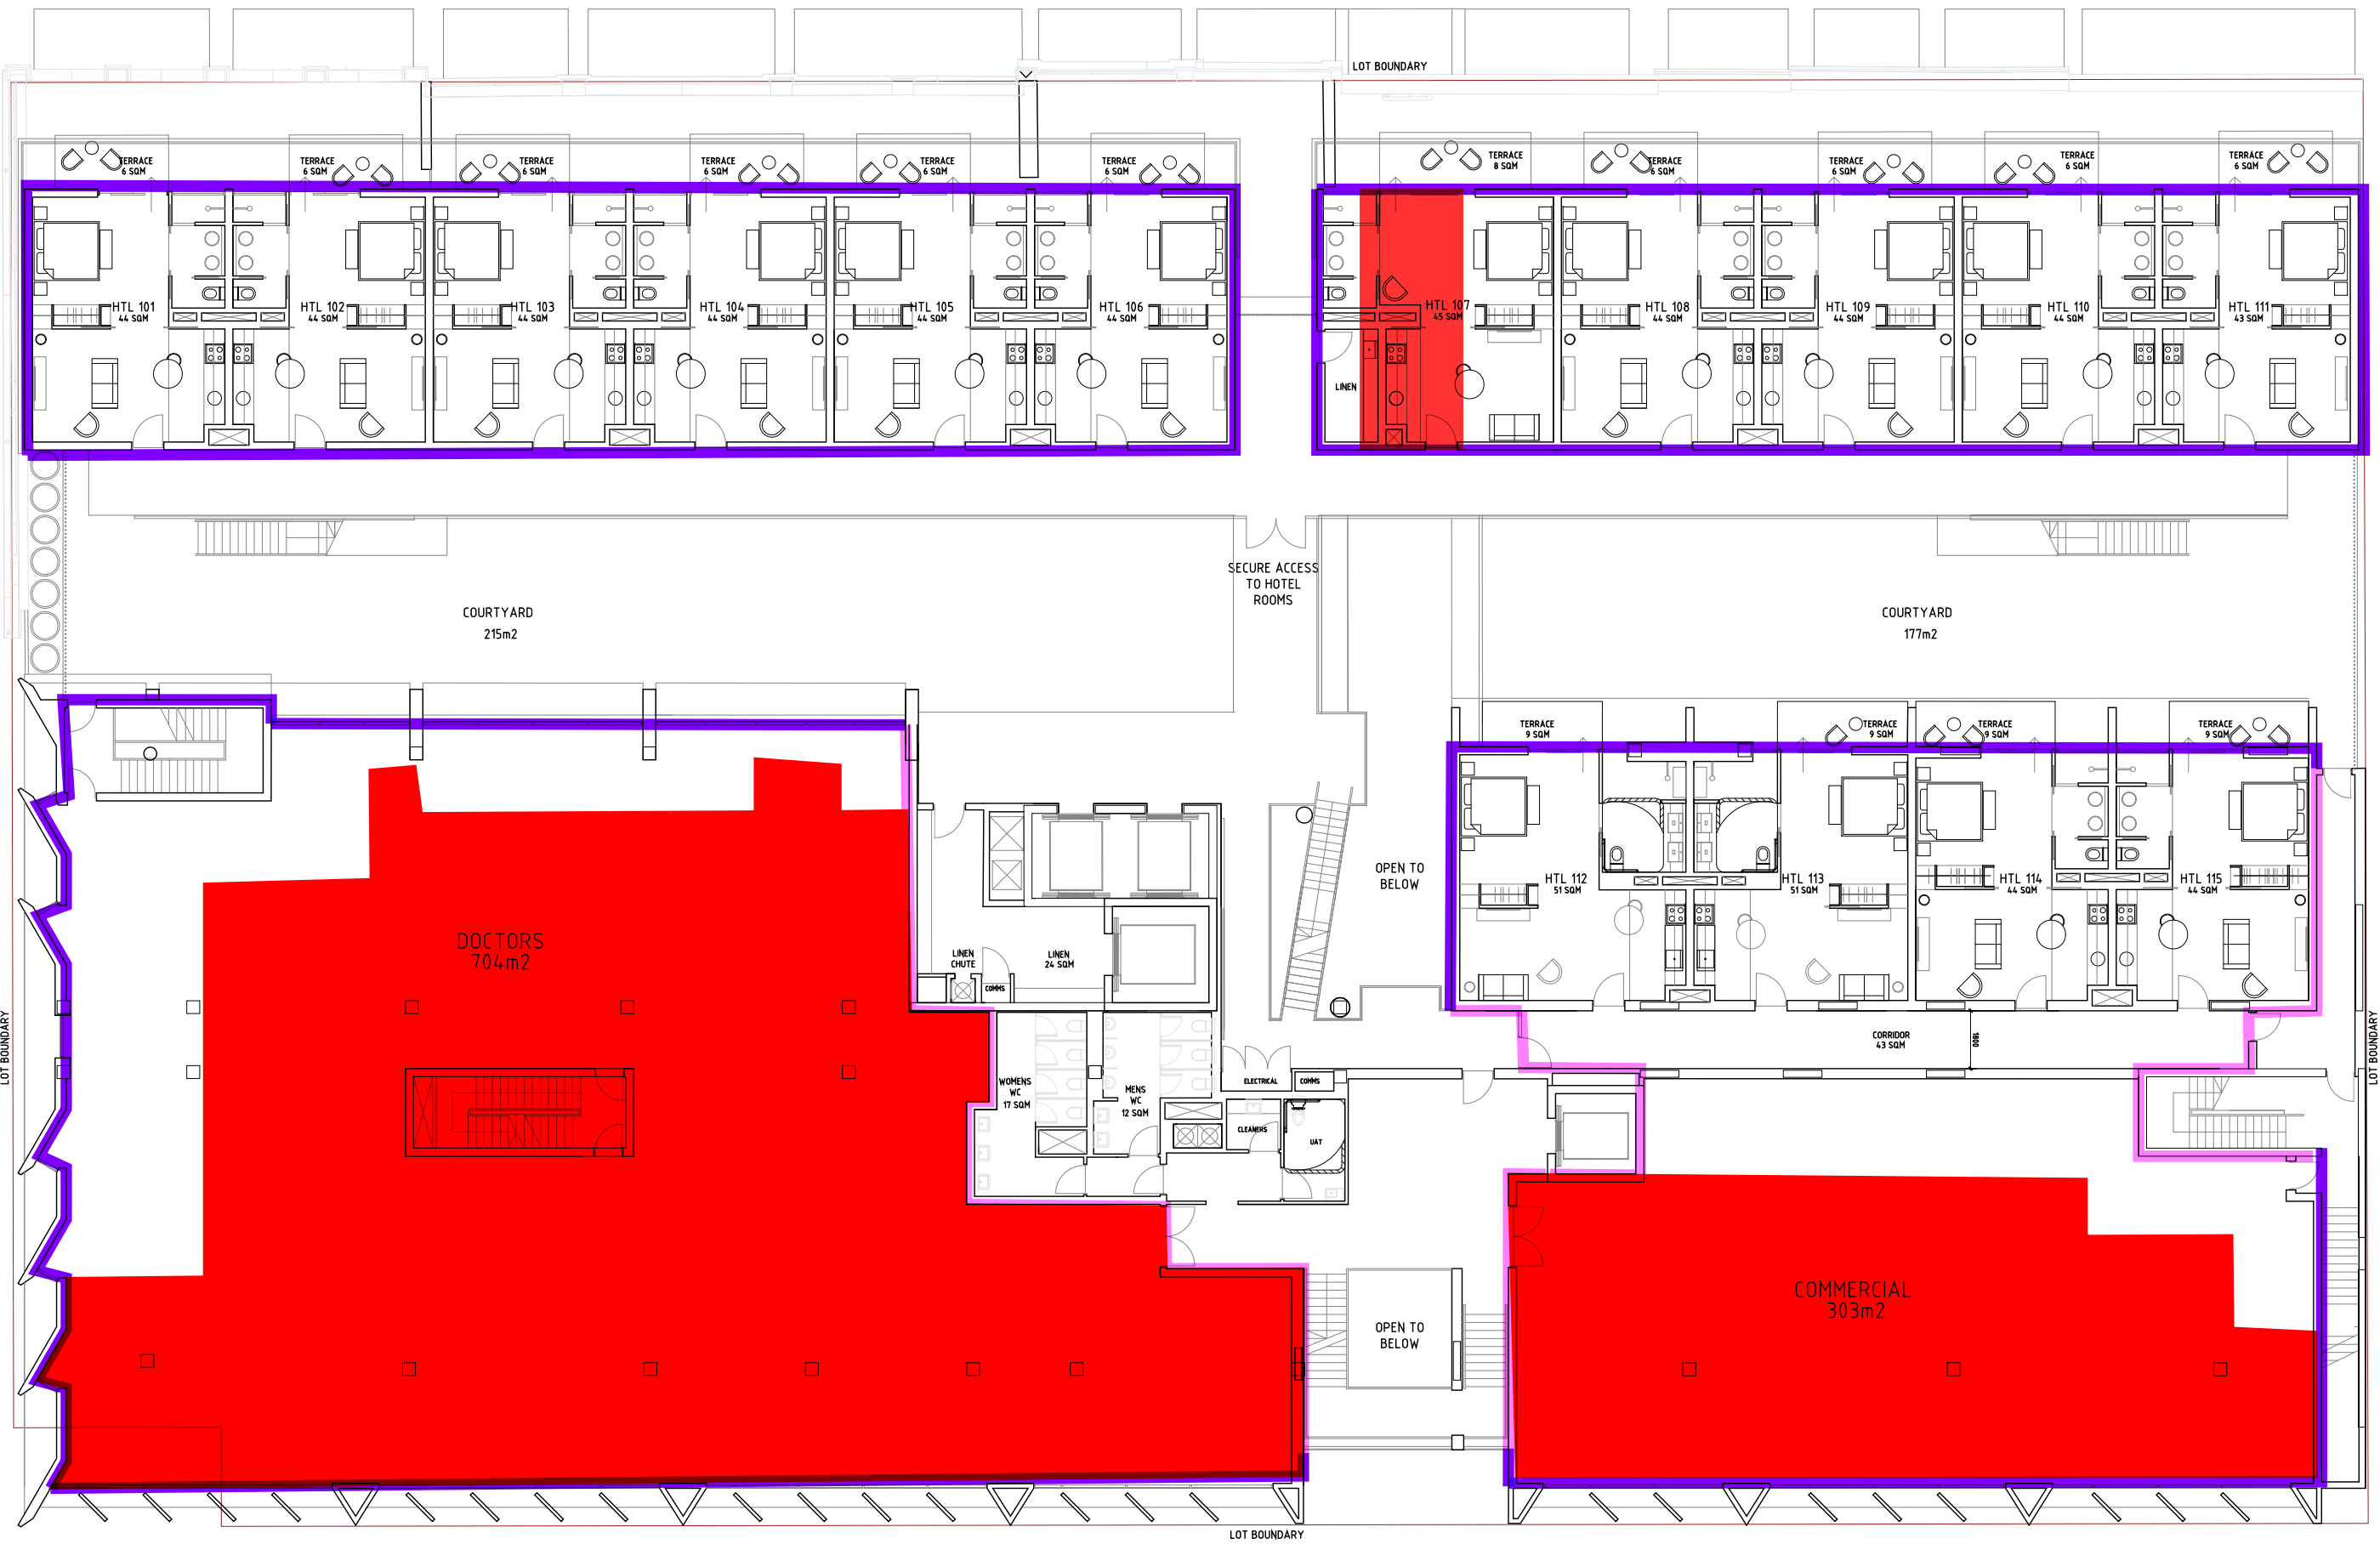 LOT BOUNDARY
TERRACE
6 SQM
TERRACE
6 SQM
TERRACE
6 SQM
TERRACE
6 SQM
TERRACE
6 SQM
TERRACE
6 SQM
TERRACE
8 SQM
TERRACE
6 SQM
TERRACE
6 SQM
TERRACE
6 SQM
TERRACE
6 SQM
HTL 101
44 SQM
HTL 102
44 SQM
HTL 103
44 SQM
HTL 104
44 SQM
HTL 105
44 SQM
HTL 106
44 SQM
HTL 107
45 SQM
HTL 108
44 SQM
HTL 109
44 SQM
HTL 110
44 SQM
HTL 111
43 SQM
LINEN
SECURE ACCESS
TO HOTEL
ROOMS
COURTYARD
215m2
COURTYARD
177m2
TERRACE
9 SQM
TERRACE
9 SQM
TERRACE
9 SQM
TERRACE
9 SQM
OPEN TO
BELOW
HTL 112
51 SQM
HTL 113
51 SQM
HTL 114
44 SQM
HTL 115
44 SQM
DOCTORS
704m2
LINEN
CHUTE
LINEN
24 SQM
COMMS
CORRIDOR
43 SQM
1800
LOT BOUNDARY
LOT BOUNDARY
WOMENS
WC
17 SQM
MENS
WC
12 SQM
ELECTRICAL
COMMS
CLEANERS
UAT
COMMERCIAL
303m2
OPEN TO
BELOW
LOT BOUNDARY